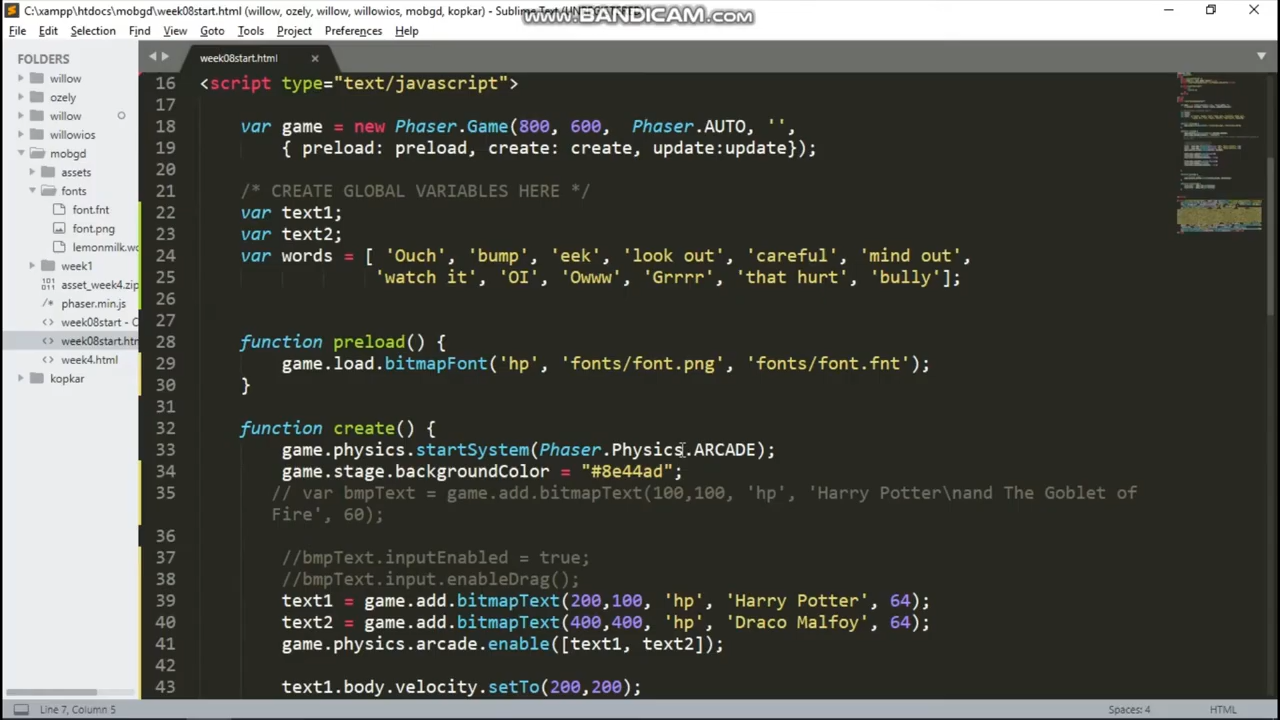 C:\xampp\htdocs\mobgd\week08start.html (willow, ozely, willowios, mobgd, kopkar) - Sublime Text
www.BANDICAM.com
File Edit Selection Find View Goto Tools Project Preferences Help
FOLDERS
willow
ozely
willow
willowios
mobgd
assets
fonts
font.fnt
font.png
lemonmilk.wo
week1
asset_week4.zip
pharser.min.js
week08start - C
week08start.htm
week4.html
kopkar
week08start.html
16 <script type="text/javascript">
17
18 var game = new Phaser.Game(800, 600,  Phaser.AUTO, '',
19 { preload: preload, create: create, update:update});
20
21 /* CREATE GLOBAL VARIABLES HERE */
22 var text1;
23 var text2;
24 var words = [ 'Ouch', 'bump', 'eek', 'look out', 'careful', 'mind out',
25 'watch it', 'OI', 'Owww', 'Grrrr', 'that hurt', 'bully'];
26
27
28 function preload() {
29 game.load.bitmapFont('hp', 'fonts/font.png', 'fonts/font.fnt');
30 }
31
32 function create() {
33 game.physics.startSystem(Phaser.Physics.ARCADE);
34 game.stage.backgroundColor = "#8e44ad";
35 // var bmpText = game.add.bitmapText(100,100, 'hp', 'Harry Potter\nand The Goblet of
Fire', 60);
36
37 //bmpText.inputEnabled = true;
38 //bmpText.input.enableDrag();
39 text1 = game.add.bitmapText(200,100, 'hp', 'Harry Potter', 64);
40 text2 = game.add.bitmapText(400,400, 'hp', 'Draco Malfoy', 64);
41 game.physics.arcade.enable([text1, text2]);
42
43 text1.body.velocity.setTo(200,200);
Line 7, Column 5
Spaces: 4
HTML